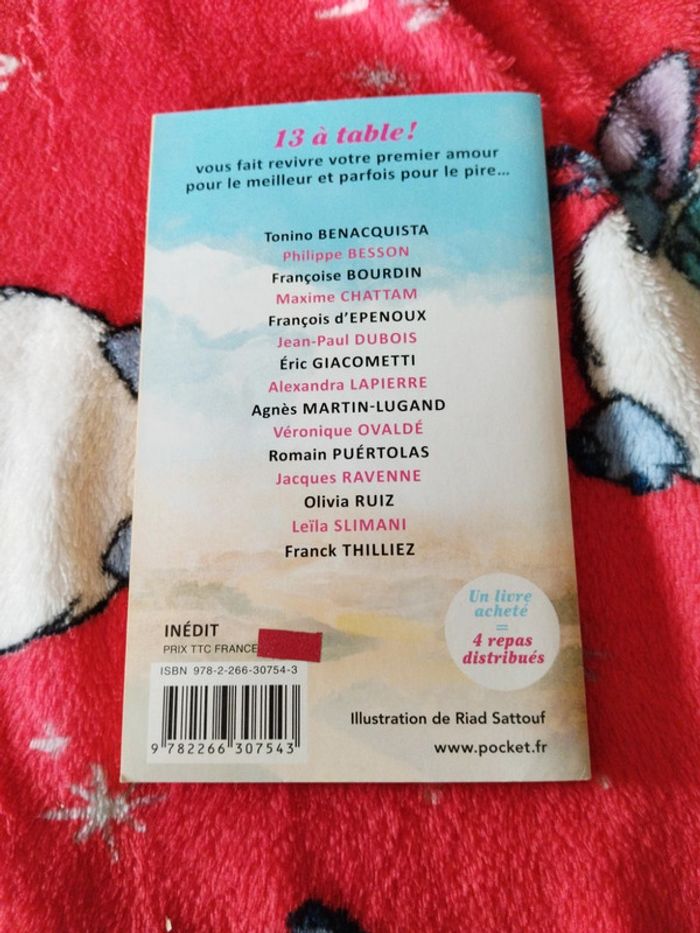 13 à table !
vous fait revivre votre premier amour
pour le meilleur et parfois pour le pire...
Tonino BENACQUISTA
Philippe BESSON
Françoise BOURDIN
Maxime CHATTAM
François d'EPENOUX
Jean-Paul DUBOIS
Éric GIACOMETTI
Alexandra LAPIERRE
Agnès MARTIN-LUGAND
Véronique OVALDÉ
Romain PUÉRTOLAS
Jacques RAVENNE
Olivia RUIZ
Leïla SLIMANI
Franck THILLIEZ
Un livre
acheté
=
4 repas
distribués
INÉDIT
PRIX TTC FRANCE
ISBN 978-2-266-30754-3
9 782266 307543
Illustration de Riad Sattouf
www.pocket.fr